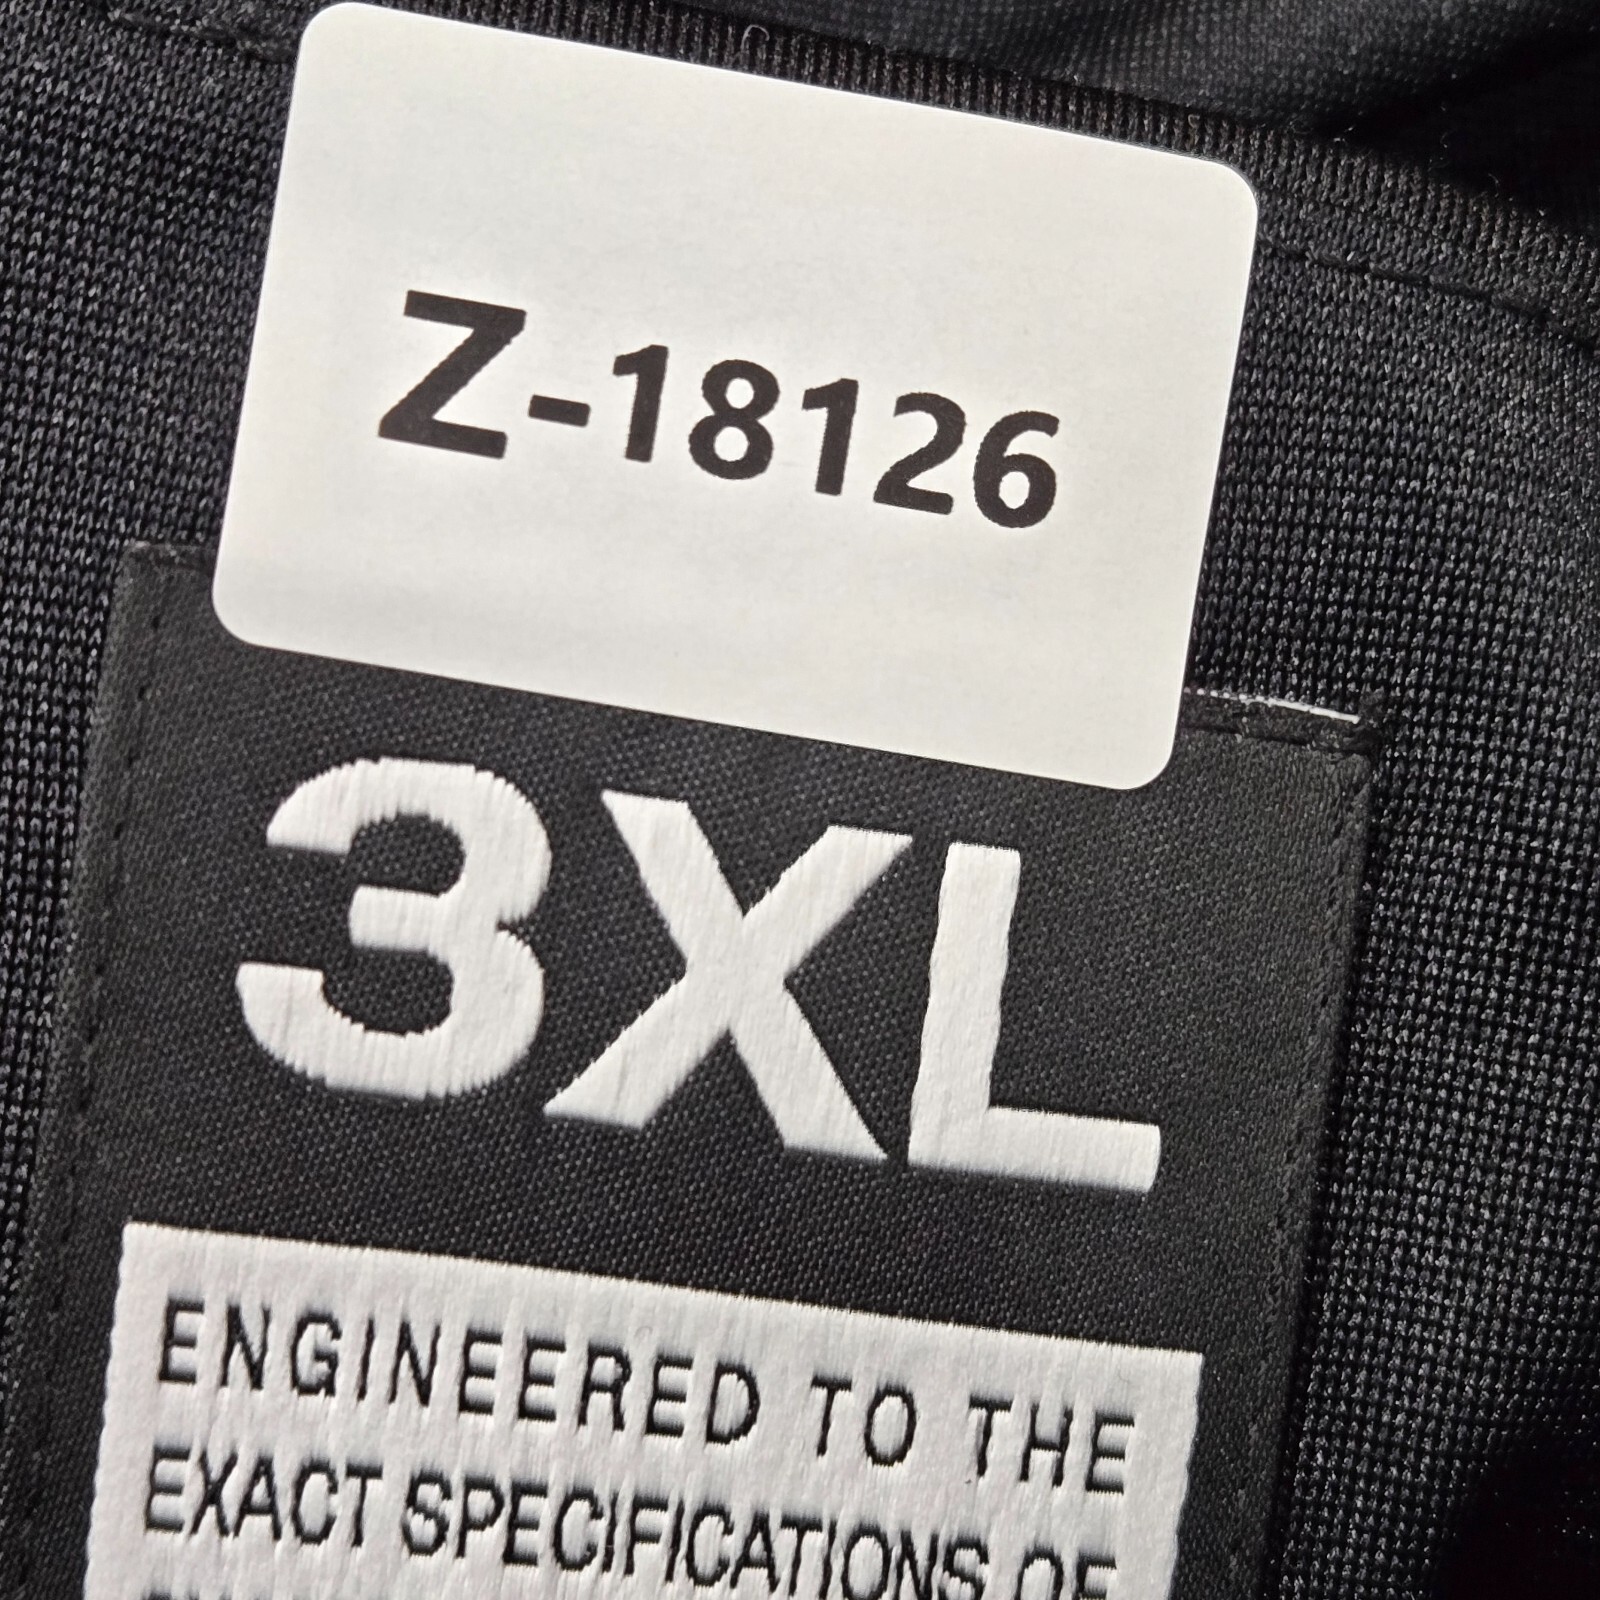 Z-18126
3XL
ENGINEERED TO THE
EXACT SPECIFICATIONS OF